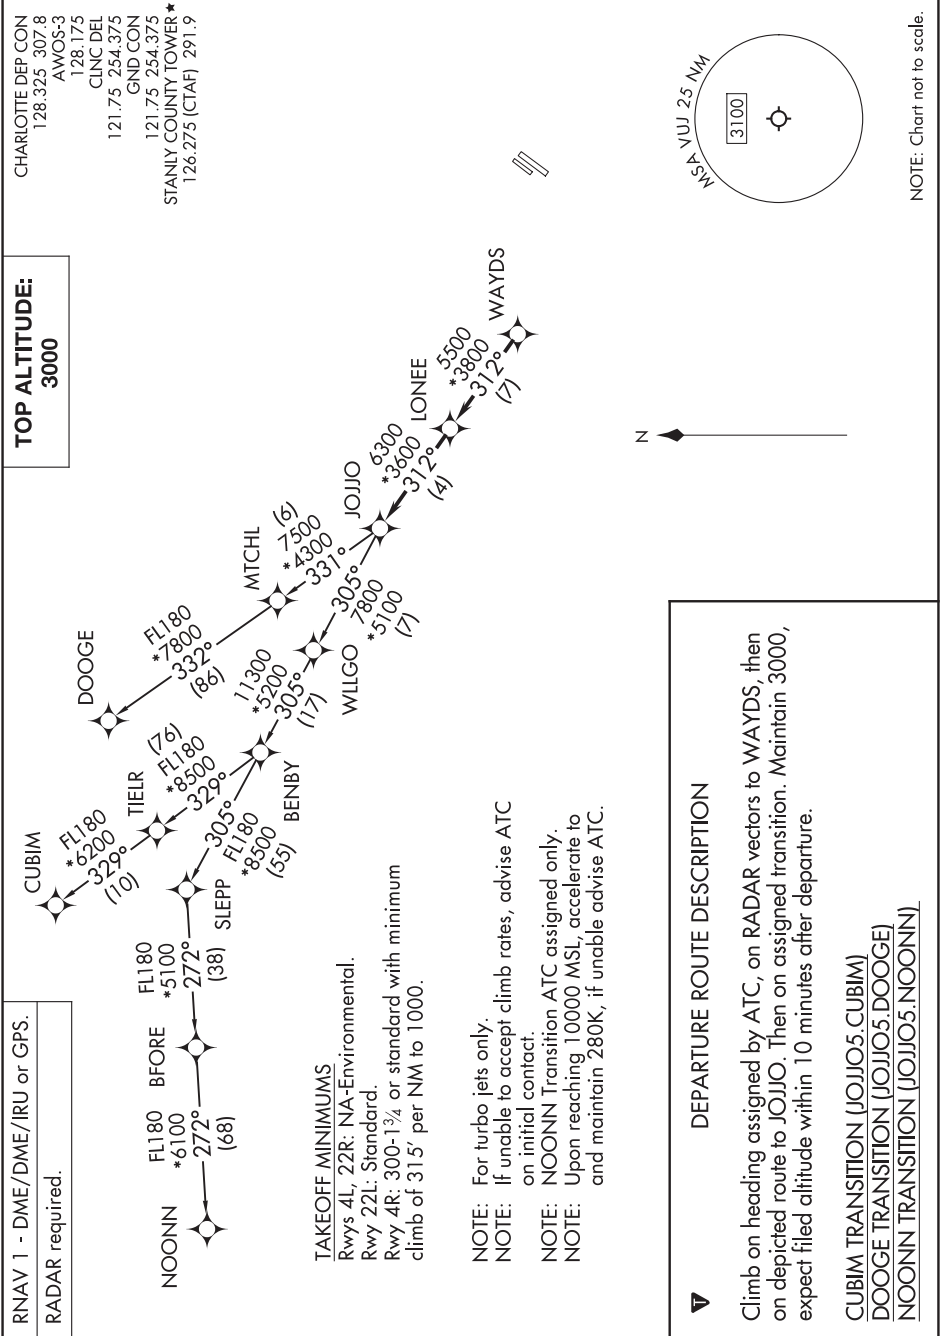 RNAV 1 - DME/DME/IRU or GPS.
RADAR required.
TOP ALTITUDE:
3000
CHARLOTTE DEP CON
128.325 307.8
AWOS-3
128.175
CLNC DEL
121.75 254.375
GND CON
121.75 254.375
STANLY COUNTY TOWER★
126.275 (CTAF) 291.9
CUBIM
FL180
*6200
329°
(10)
TIELR
(76)
FL180
*8500
329°
DOOGE
FL180
*7800
332°
(86)
MTCHL
(6)
7500
*4300
331°
JOJJO
6300
*3600
312°
(4)
LONEE
5500
*3800
312°
(7)
WAYDS
NOONN
FL180
*6100
272°
(68)
BFORE
FL180
*5100
272°
(38)
SLEPP
305°
FL180
*8500
(55)
BENBY
11300
*5200
305°
(17)
WLLGO
305°
7800
*5100
(7)
TAKEOFF MINIMUMS
Rwys 4L, 22R: NA-Environmental.
Rwy 22L: Standard.
Rwy 4R: 300-1¾ or standard with minimum
climb of 315' per NM to 1000.
NOTE: For turbo jets only.
NOTE: If unable to accept climb rates, advise ATC
on initial contact.
NOTE: NOONN Transition ATC assigned only.
NOTE: Upon reaching 10000 MSL, accelerate to
and maintain 280K, if unable advise ATC.
N
MSA VUJ 25 NM
3100
T
DEPARTURE ROUTE DESCRIPTION
Climb on heading assigned by ATC, on RADAR vectors to WAYDS, then
on depicted route to JOJJO. Then on assigned transition. Maintain 3000,
expect filed altitude within 10 minutes after departure.
CUBIM TRANSITION (JOJJO5.CUBIM)
DOOGE TRANSITION (JOJJO5.DOOGE)
NOONN TRANSITION (JOJJO5.NOONN)
NOTE: Chart not to scale.